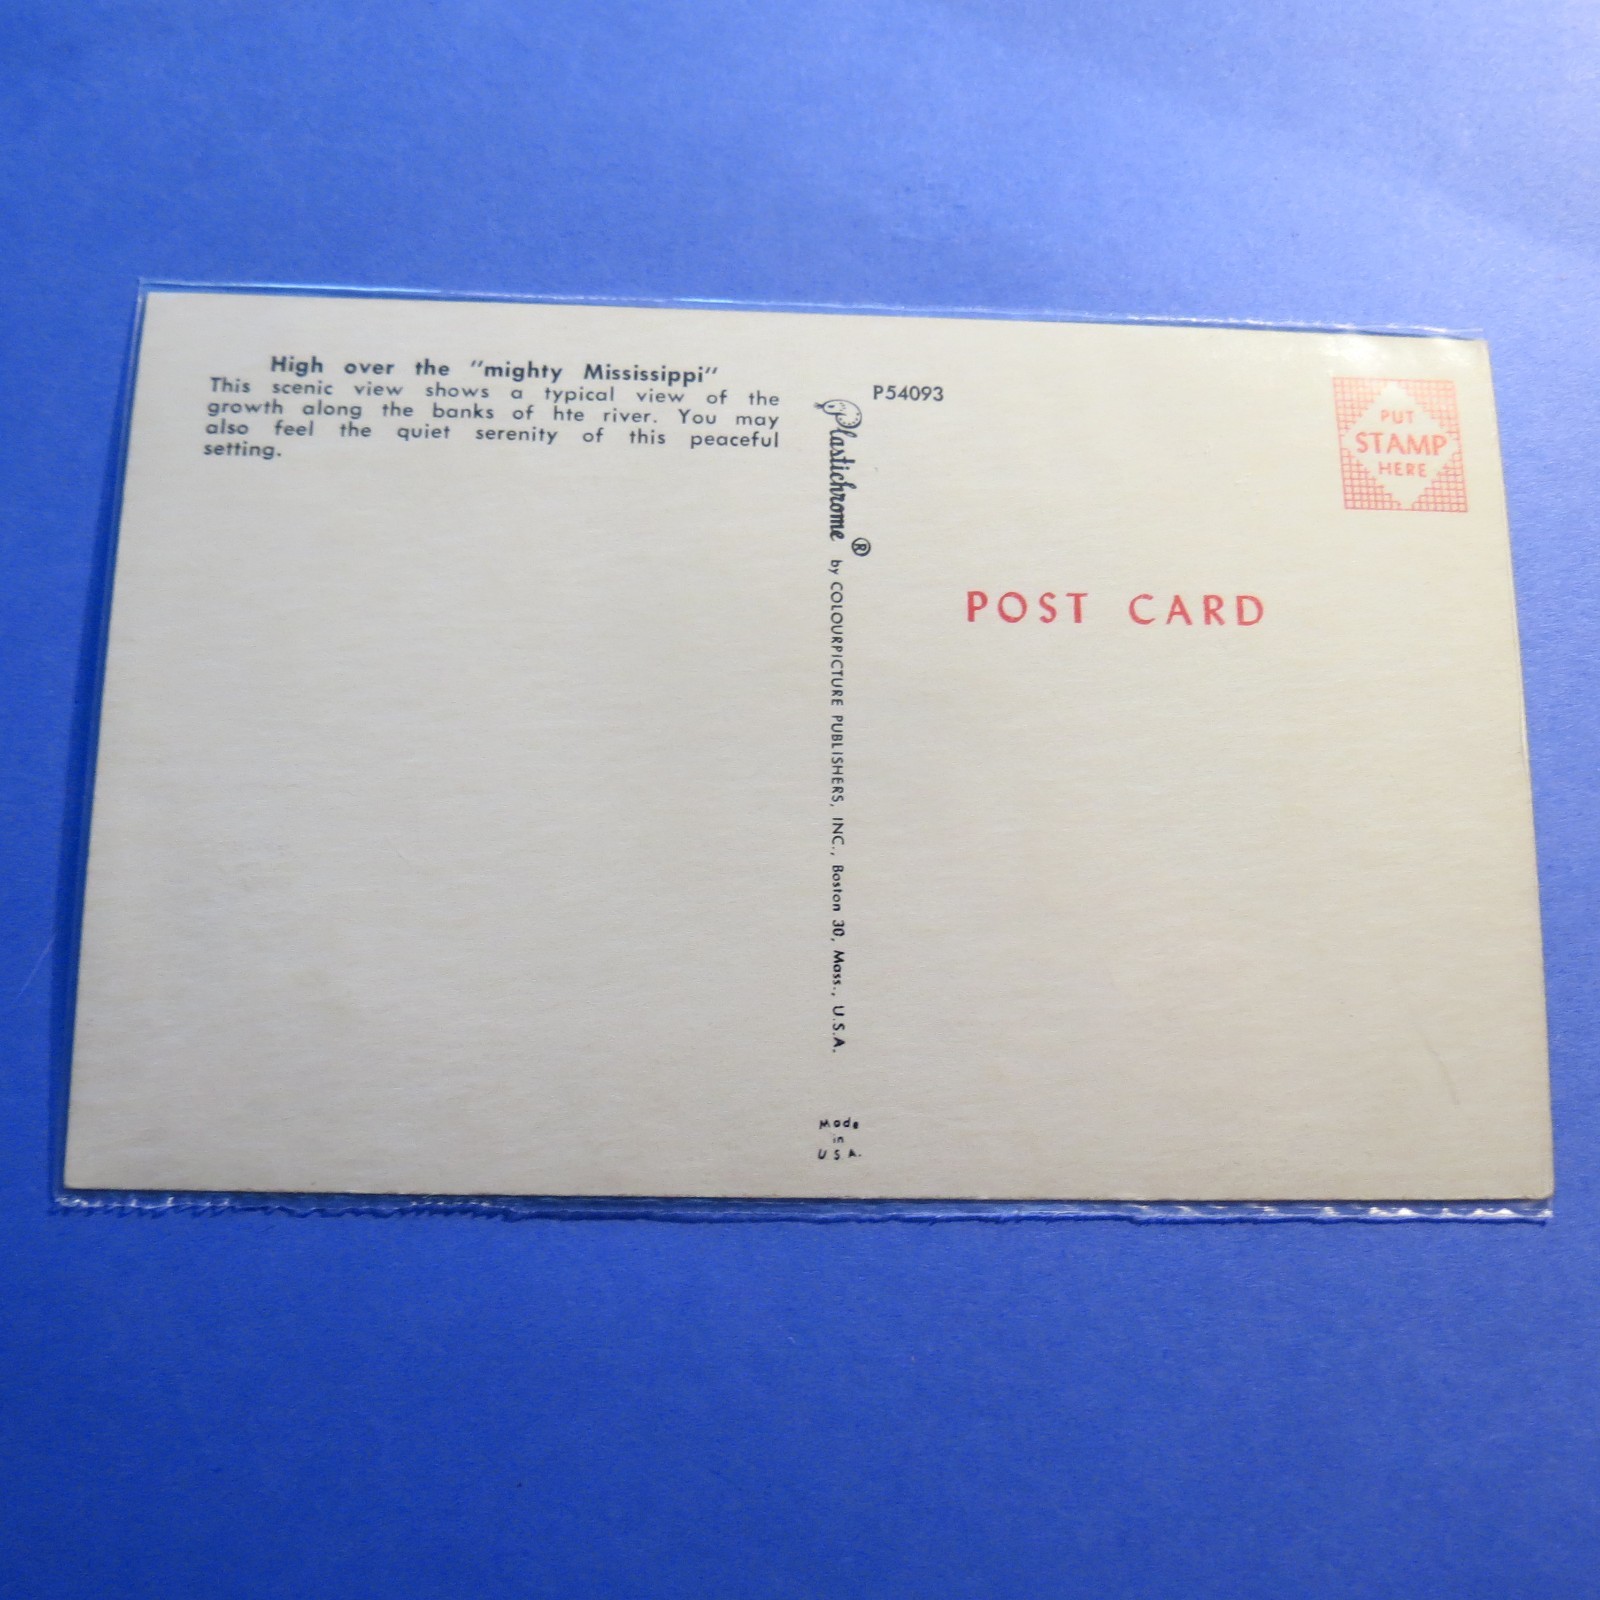 High over the "mighty Mississippi"
This scenic view shows a typical view of the
growth along the banks of hte river. You may
also feel the quiet serenity of this peaceful
setting.
P54093
Plastichrome ® by COLOURPICTURE PUBLISHERS, INC., Boston 30, Mass., U.S.A.
Made
in
U S A.
PUT
STAMP
HERE
POST CARD